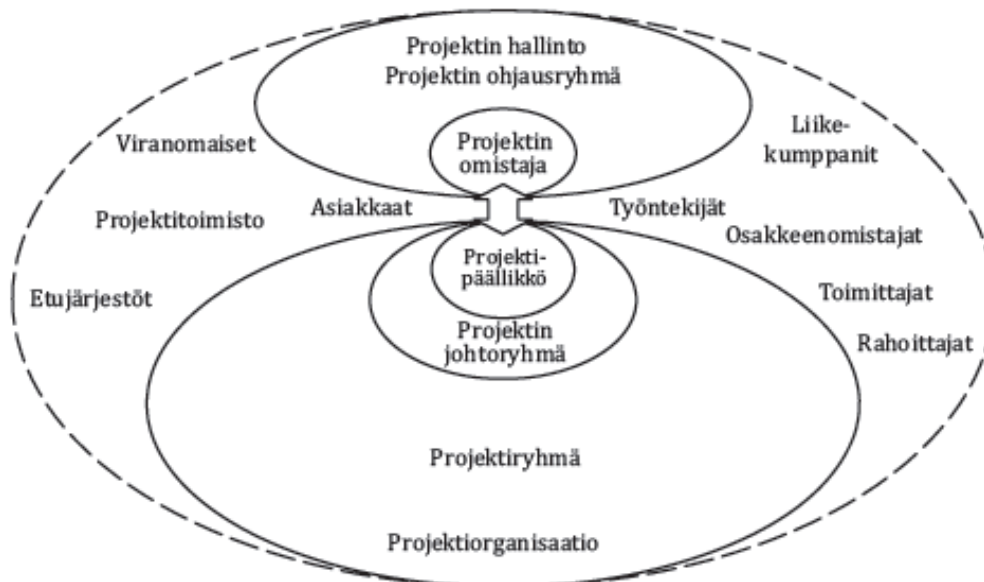 Projektin hallinto
Projektin ohjausryhmä
Viranomaiset
Liike-
kumppanit
Projektin
omistaja
Projektitoimisto
Asiakkaat
Työntekijät
Osakkeenomistajat
Projekti-
päällikkö
Etujärjestöt
Toimittajat
Projektin
johtoryhmä
Rahoittajat
Projektiryhmä
Projektiorganisaatio